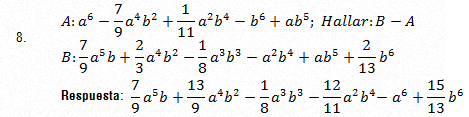 A: a⁶ − 7/9 a⁴b² + 1/11 a²b⁴ − b⁶ + ab⁵; Hallar: B − A
8.
B: 7/9 a⁵b + 2/3 a⁴b² − 1/8 a³b³ − a²b⁴ + ab⁵ + 2/13 b⁶
Respuesta: 7/9 a⁵b + 13/9 a⁴b² − 1/8 a³b³ − 12/11 a²b⁴ − a⁶ + 15/13 b⁶